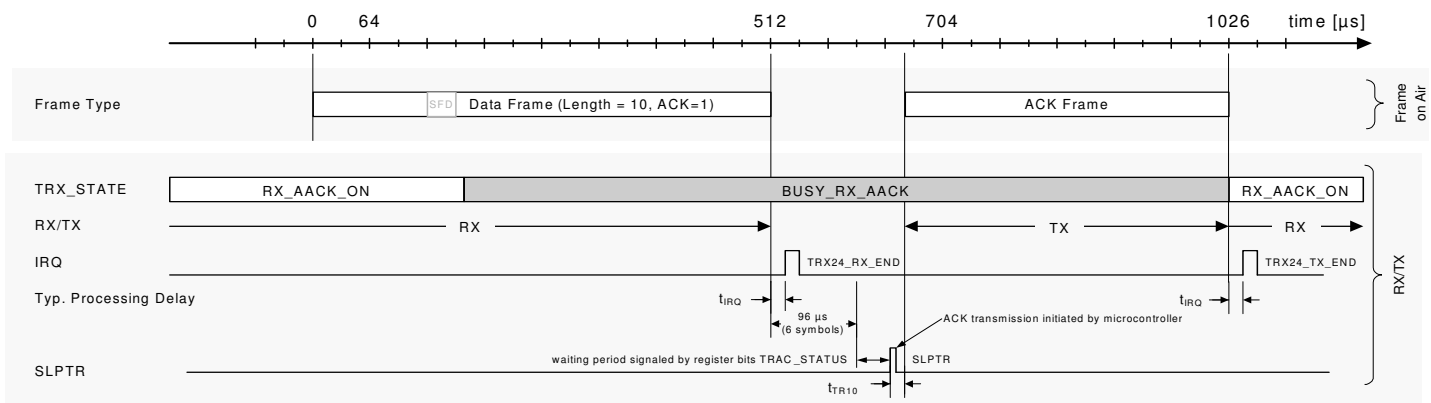 0 64 512 704 1026 time [µs]
Frame Type
SFD Data Frame (Length = 10, ACK=1)
ACK Frame
Frame
on Air
TRX_STATE
RX_AACK_ON BUSY_RX_AACK RX_AACK_ON
RX/TX
RX TX RX
IRQ
TRX24_RX_END TRX24_TX_END
RX/TX
Typ. Processing Delay
tIRQ tIRQ
96 µs
(6 symbols)
ACK transmission initiated by microcontroller
waiting period signaled by register bits TRAC_STATUS SLPTR
SLPTR
tTR10